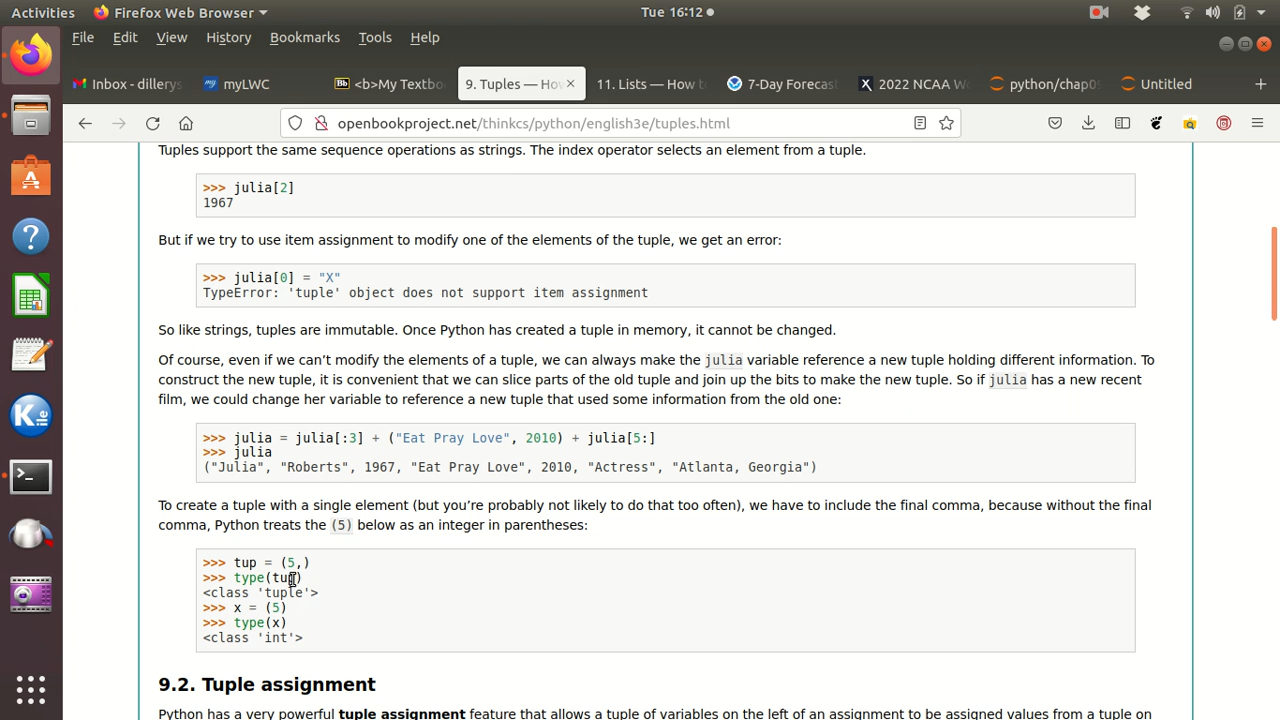 Activities Firefox Web Browser Tue 16:12
File Edit View History Bookmarks Tools Help
Inbox - dillerys myLWC <b>My Textbo 9. Tuples — How 11. Lists — How t 7-Day Forecas 2022 NCAA W python/chap09 Untitled
openbookproject.net/thinkcs/python/english3e/tuples.html
Tuples support the same sequence operations as strings. The index operator selects an element from a tuple.
>>> julia[2]
1967
But if we try to use item assignment to modify one of the elements of the tuple, we get an error:
>>> julia[0] = "X"
TypeError: 'tuple' object does not support item assignment
So like strings, tuples are immutable. Once Python has created a tuple in memory, it cannot be changed.
Of course, even if we can’t modify the elements of a tuple, we can always make the julia variable reference a new tuple holding different information. To
construct the new tuple, it is convenient that we can slice parts of the old tuple and join up the bits to make the new tuple. So if julia has a new recent
film, we could change her variable to reference a new tuple that used some information from the old one:
>>> julia = julia[:3] + ("Eat Pray Love", 2010) + julia[5:]
>>> julia
("Julia", "Roberts", 1967, "Eat Pray Love", 2010, "Actress", "Atlanta, Georgia")
To create a tuple with a single element (but you’re probably not likely to do that too often), we have to include the final comma, because without the final
comma, Python treats the (5) below as an integer in parentheses:
>>> tup = (5,)
>>> type(tup)
<class 'tuple'>
>>> x = (5)
>>> type(x)
<class 'int'>
9.2. Tuple assignment
Python has a very powerful tuple assignment feature that allows a tuple of variables on the left of an assignment to be assigned values from a tuple on